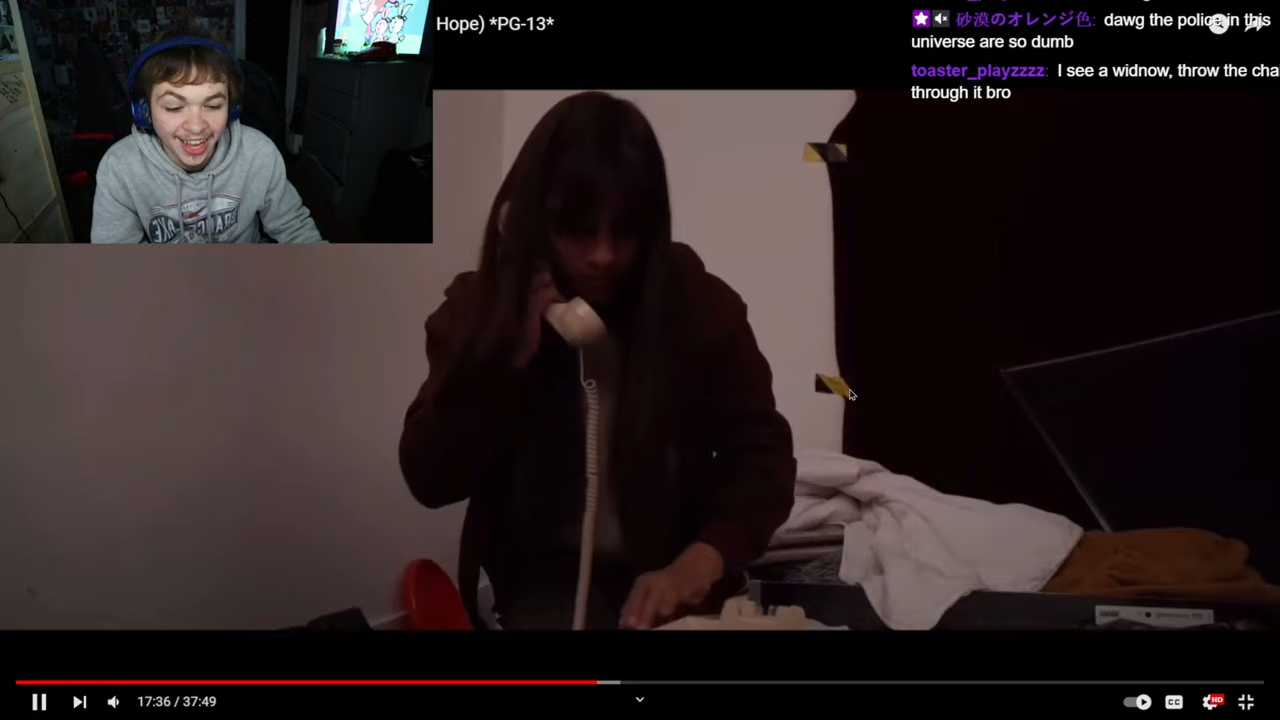 Hope) *PG-13*
砂漠のオレンジ色: dawg the police in this
universe are so dumb
toaster_playzzzz: I see a widnow, throw the cha
through it bro
17:36 / 37:49
HD